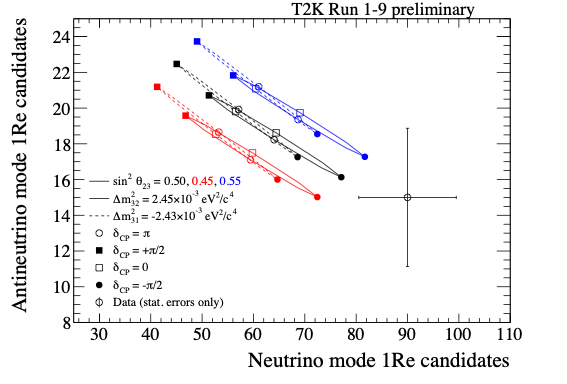 T2K Run 1-9 preliminary
Antineutrino mode 1Re candidates
24
22
20
18
16
14
12
10
8
sin² θ₂₃ = 0.50, 0.45, 0.55
Δm²₃₂ = 2.45×10⁻³ eV²/c⁴
Δm²₃₁ = -2.43×10⁻³ eV²/c⁴
δCP = π
δCP = +π/2
δCP = 0
δCP = -π/2
Data (stat. errors only)
30 40 50 60 70 80 90 100 110
Neutrino mode 1Re candidates